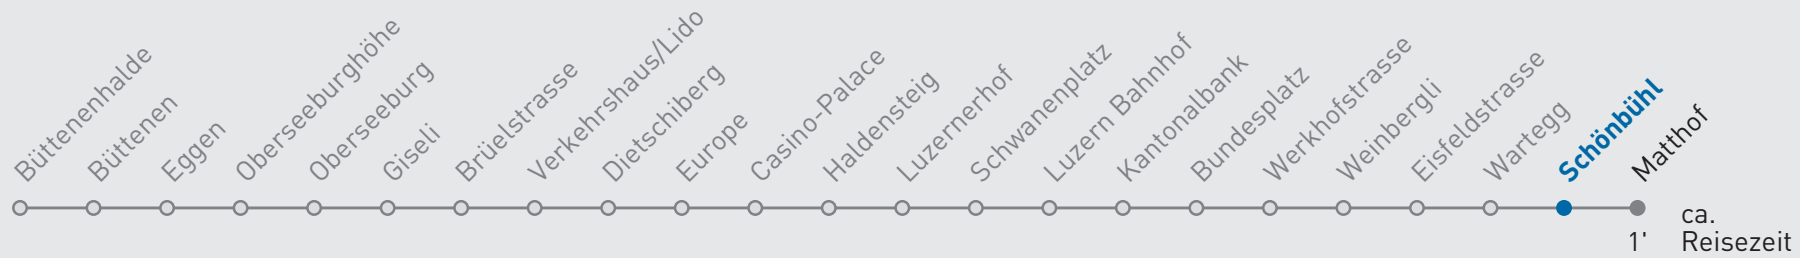 Büttenenhalde
Büttenen
Eggen
Oberseeburghöhe
Oberseeburg
Giseli
Brüelstrasse
Verkehrshaus/Lido
Dietschiberg
Europe
Casino-Palace
Haldensteig
Luzernerhof
Schwanenplatz
Luzern Bahnhof
Kantonalbank
Bundesplatz
Werkhofstrasse
Weinbergli
Eisfeldstrasse
Wartegg
Schönbühl
Matthof
ca.
1' Reisezeit